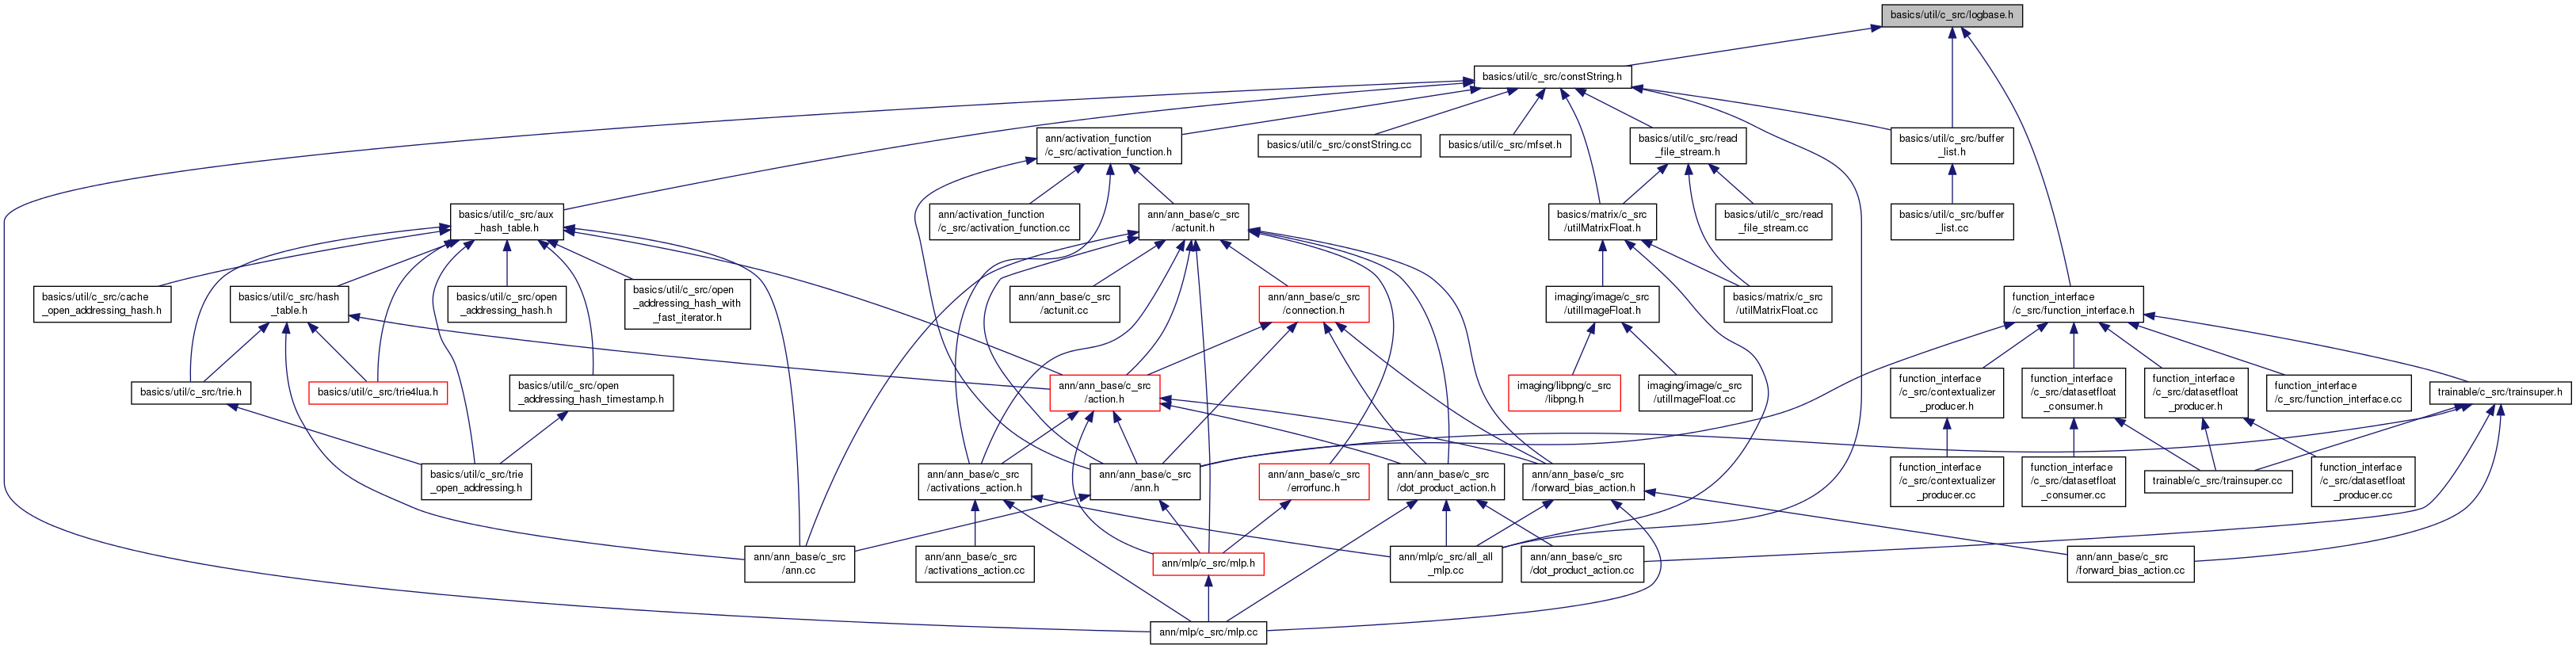 basics/util/c_src/logbase.h
basics/util/c_src/constString.h
ann/activation_function
/c_src/activation_function.h
basics/util/c_src/constString.cc
basics/util/c_src/mfset.h
basics/util/c_src/read
_file_stream.h
basics/util/c_src/buffer
_list.h
basics/util/c_src/aux
_hash_table.h
ann/activation_function
/c_src/activation_function.cc
ann/ann_base/c_src
/actunit.h
basics/matrix/c_src
/utilMatrixFloat.h
basics/util/c_src/read
_file_stream.cc
basics/util/c_src/buffer
_list.cc
basics/util/c_src/cache
_open_addressing_hash.h
basics/util/c_src/hash
_table.h
basics/util/c_src/open
_addressing_hash.h
basics/util/c_src/open
_addressing_hash_with
_fast_iterator.h
ann/ann_base/c_src
/actunit.cc
ann/ann_base/c_src
/connection.h
imaging/image/c_src
/utilImageFloat.h
basics/matrix/c_src
/utilMatrixFloat.cc
function_interface
/c_src/function_interface.h
basics/util/c_src/trie.h
basics/util/c_src/trie4lua.h
basics/util/c_src/open
_addressing_hash_timestamp.h
ann/ann_base/c_src
/action.h
imaging/libpng/c_src
/libpng.h
imaging/image/c_src
/utilImageFloat.cc
function_interface
/c_src/contextualizer
_producer.h
function_interface
/c_src/datasetfloat
_consumer.h
function_interface
/c_src/datasetfloat
_producer.h
function_interface
/c_src/function_interface.cc
trainable/c_src/trainsuper.h
basics/util/c_src/trie
_open_addressing.h
ann/ann_base/c_src
/activations_action.h
ann/ann_base/c_src
/ann.h
ann/ann_base/c_src
/errorfunc.h
ann/ann_base/c_src
/dot_product_action.h
ann/ann_base/c_src
/forward_bias_action.h
function_interface
/c_src/contextualizer
_producer.cc
function_interface
/c_src/datasetfloat
_consumer.cc
trainable/c_src/trainsuper.cc
function_interface
/c_src/datasetfloat
_producer.cc
ann/ann_base/c_src
/ann.cc
ann/ann_base/c_src
/activations_action.cc
ann/mlp/c_src/mlp.h
ann/mlp/c_src/all_all
_mlp.cc
ann/ann_base/c_src
/dot_product_action.cc
ann/ann_base/c_src
/forward_bias_action.cc
ann/mlp/c_src/mlp.cc